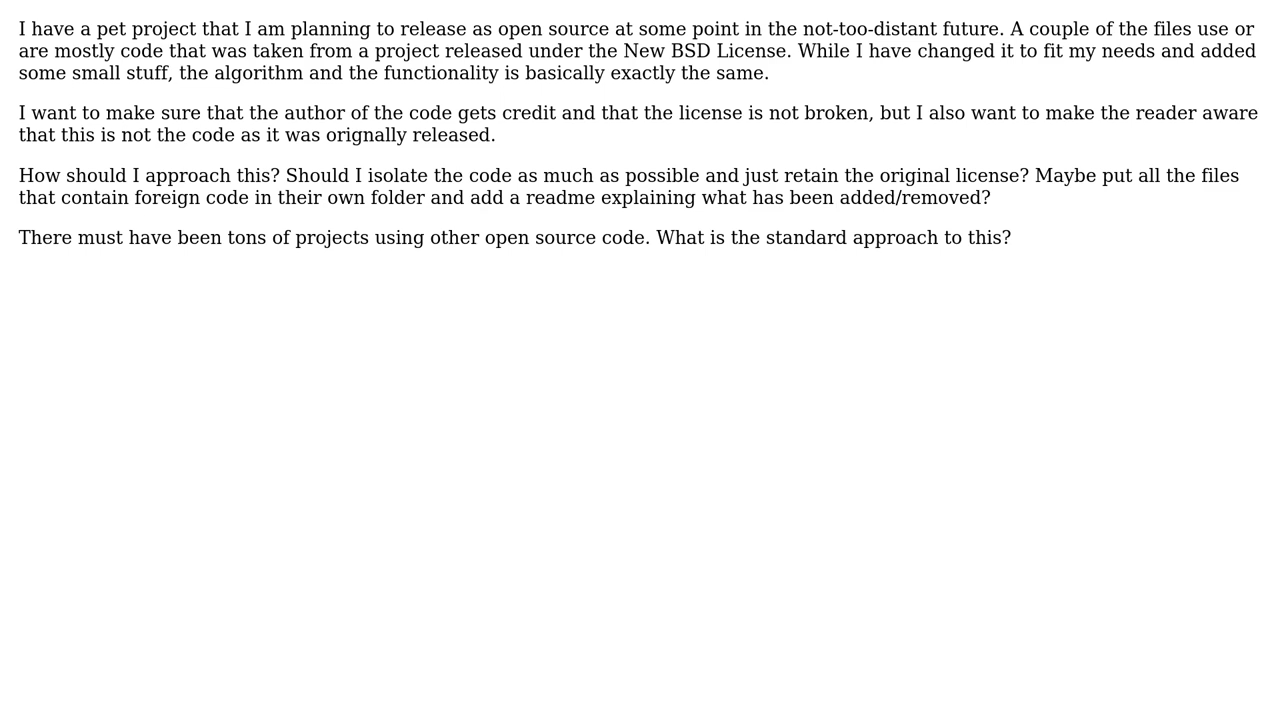 I have a pet project that I am planning to release as open source at some point in the not-too-distant future. A couple of the files use or
are mostly code that was taken from a project released under the New BSD License. While I have changed it to fit my needs and added
some small stuff, the algorithm and the functionality is basically exactly the same.
I want to make sure that the author of the code gets credit and that the license is not broken, but I also want to make the reader aware
that this is not the code as it was orignally released.
How should I approach this? Should I isolate the code as much as possible and just retain the original license? Maybe put all the files
that contain foreign code in their own folder and add a readme explaining what has been added/removed?
There must have been tons of projects using other open source code. What is the standard approach to this?